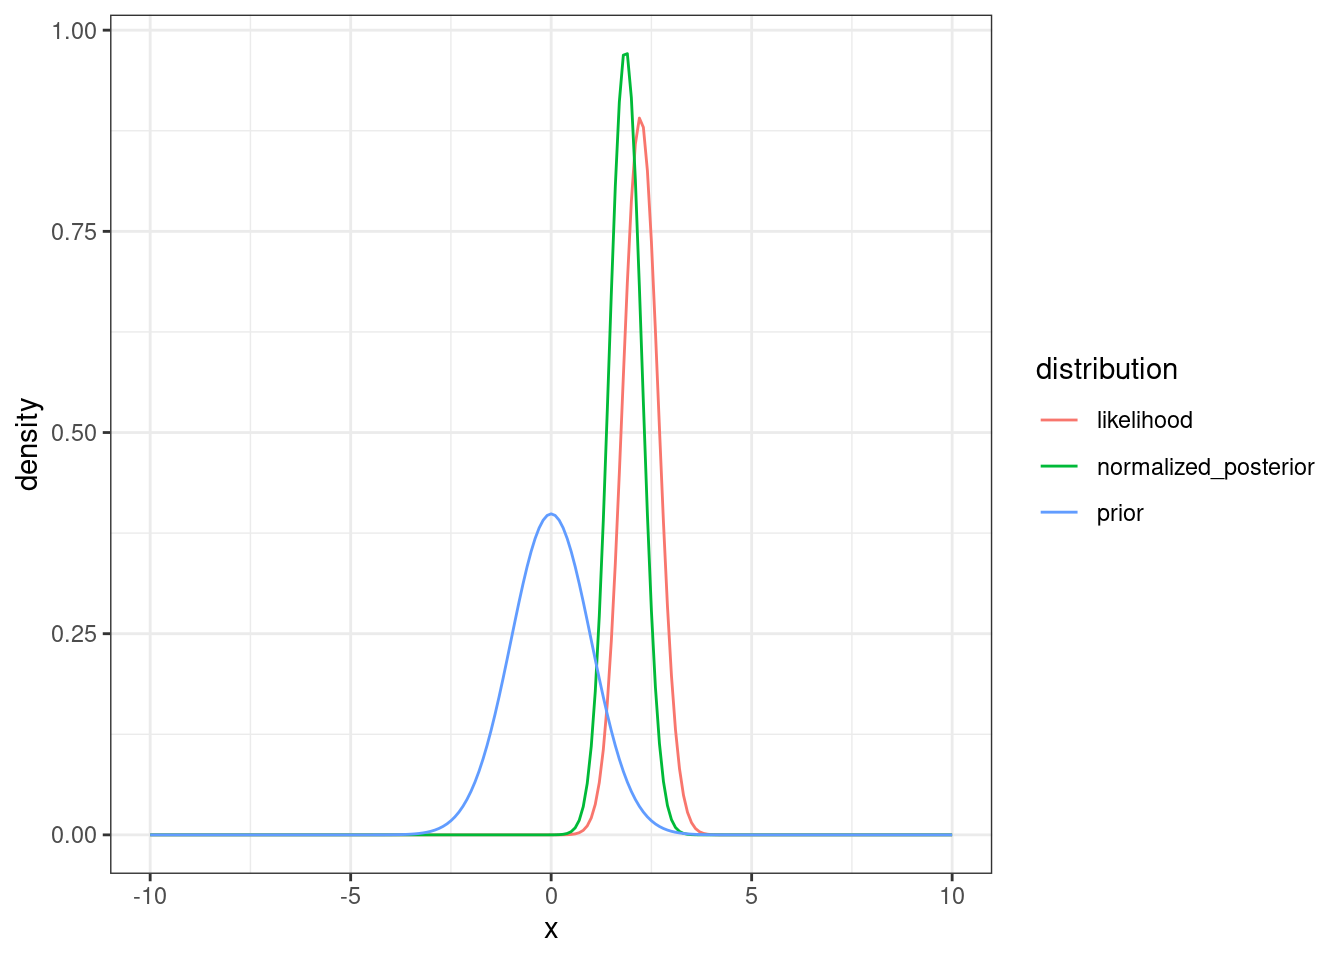 1.00
0.75
0.50
0.25
0.00
density
-10 -5 0 5 10
x
distribution
likelihood
normalized_posterior
prior